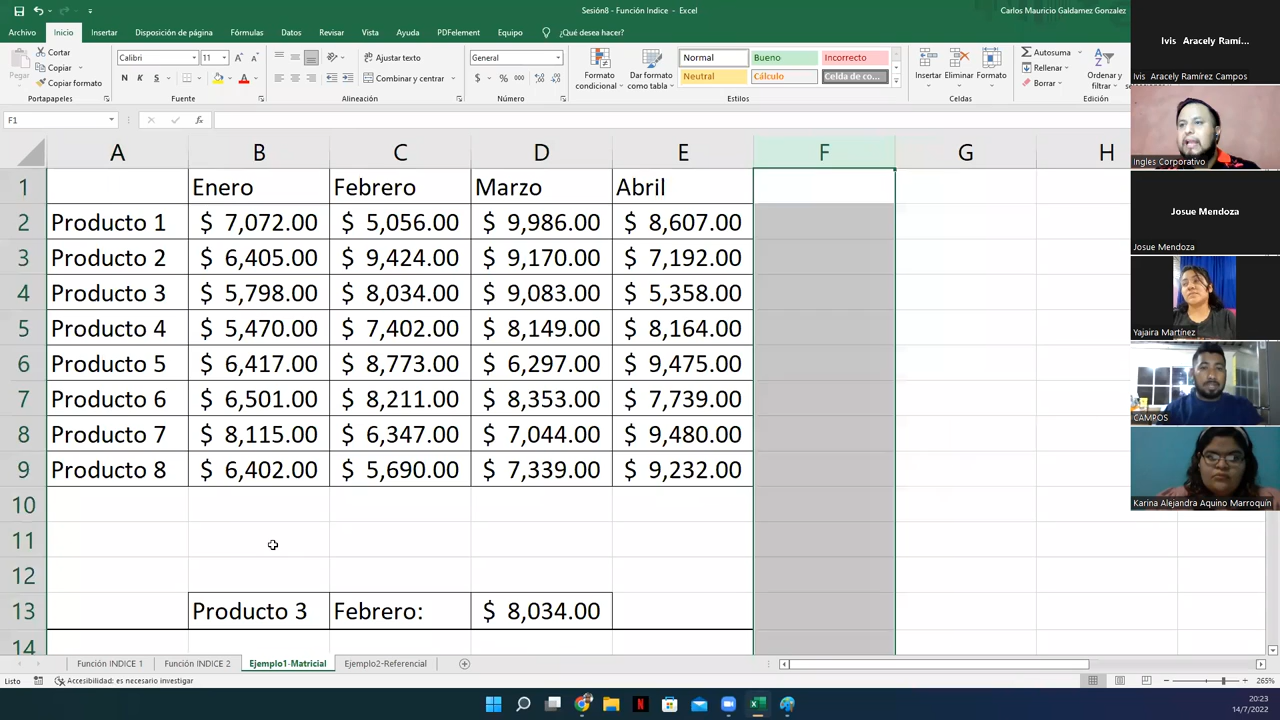 Sesión8 - Función Indice - Excel
Carlos Mauricio Galdamez Gonzalez
Archivo Inicio Insertar Disposición de página Fórmulas Datos Revisar Vista Ayuda PDFelement Equipo ¿Qué desea hacer?
Pegar
Cortar
Copiar
Copiar formato
Portapapeles
Calibri 11
N K S
Fuente
Ajustar texto
Combinar y centrar
Alineación
General
$ % 000
Número
Formato condicional
Dar formato como tabla
Normal Bueno Incorrecto
Neutral Cálculo Celda de co...
Estilos
Insertar Eliminar Formato
Celdas
Autosuma
Rellenar
Borrar
Ordenar y filtrar
Edición
F1
fx
A B C D E F G H
1 Enero Febrero Marzo Abril
2 Producto 1 $ 7,072.00 $ 5,056.00 $ 9,986.00 $ 8,607.00
3 Producto 2 $ 6,405.00 $ 9,424.00 $ 9,170.00 $ 7,192.00
4 Producto 3 $ 5,798.00 $ 8,034.00 $ 9,083.00 $ 5,358.00
5 Producto 4 $ 5,470.00 $ 7,402.00 $ 8,149.00 $ 8,164.00
6 Producto 5 $ 6,417.00 $ 8,773.00 $ 6,297.00 $ 9,475.00
7 Producto 6 $ 6,501.00 $ 8,211.00 $ 8,353.00 $ 7,739.00
8 Producto 7 $ 8,115.00 $ 6,347.00 $ 7,044.00 $ 9,480.00
9 Producto 8 $ 6,402.00 $ 5,690.00 $ 7,339.00 $ 9,232.00
10
11
12
13 Producto 3 Febrero: $ 8,034.00
14
Función INDICE 1 Función INDICE 2 Ejemplo1-Matricial Ejemplo2-Referencial
Listo Accesibilidad: es necesario investigar
265%
20:23
14/7/2022
Ivis Aracely Ramí...
Ivis Aracely Ramírez Campos
Ingles Corporativo
Josue Mendoza
Josue Mendoza
Yajaira Martínez
CAMPOS
Karina Alejandra Aquino Marroquín